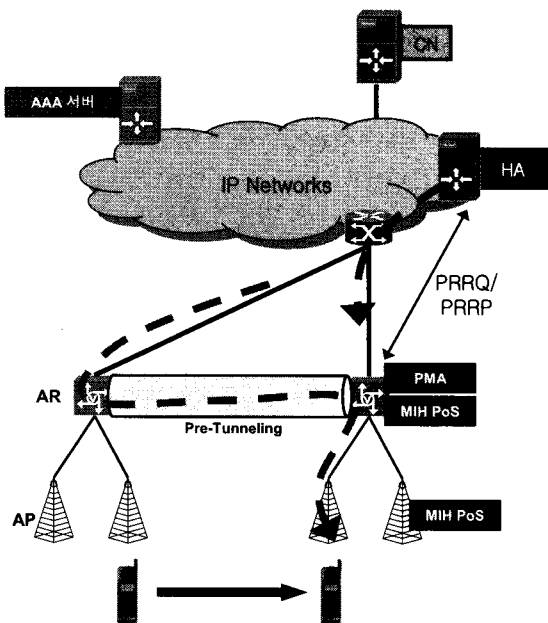 CN
AAA 서버
IP Networks
HA
PRRQ/
PRRP
AR
PMA
MIH PoS
Pre-Tunneling
AP
MIH PoS